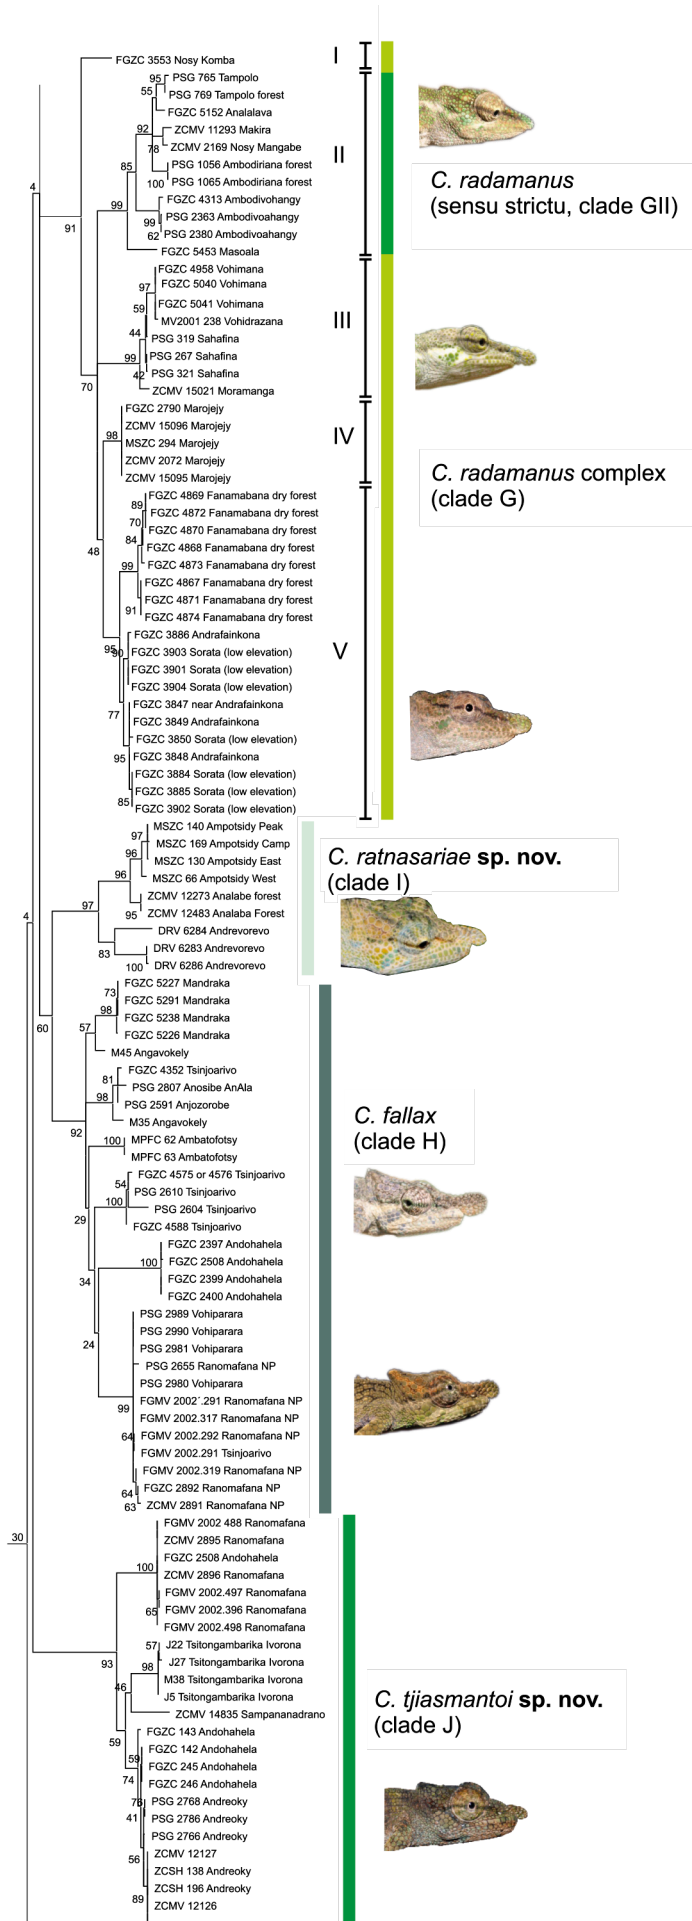 FGZC 3553 Nosy Komba
I
95
PSG 765 Tampolo
55
PSG 769 Tampolo forest
FGZC 5152 Analalava
92
ZCMV 11293 Makira
78
ZCMV 2169 Nosy Mangabe
II
85
PSG 1056 Ambodiriana forest
100
PSG 1065 Ambodiriana forest
C. radamanus
(sensu strictu, clade GII)
4
99
FGZC 4313 Ambodivohangy
99
PSG 2363 Ambodivoahangy
91
62
PSG 2380 Ambodivoahangy
FGZC 5453 Masoala
FGZC 4958 Vohimana
97
FGZC 5040 Vohimana
59
FGZC 5041 Vohimana
MV2001 238 Vohidrazana
III
44
PSG 319 Sahafina
99
PSG 267 Sahafina
42
PSG 321 Sahafina
70
ZCMV 15021 Moramanga
FGZC 2790 Marojejy
ZCMV 15096 Marojejy
98
MSZC 294 Marojejy
IV
ZCMV 2072 Marojejy
ZCMV 15095 Marojejy
C. radamanus complex
(clade G)
FGZC 4869 Fanamabana dry forest
89
FGZC 4872 Fanamabana dry forest
70
FGZC 4870 Fanamabana dry forest
84
48
FGZC 4868 Fanamabana dry forest
99
FGZC 4873 Fanamabana dry forest
FGZC 4867 Fanamabana dry forest
FGZC 4871 Fanamabana dry forest
91
FGZC 4874 Fanamabana dry forest
FGZC 3886 Andrafainkona
95
90
FGZC 3903 Sorata (low elevation)
V
FGZC 3901 Sorata (low elevation)
FGZC 3904 Sorata (low elevation)
FGZC 3847 near Andrafainkona
77
FGZC 3849 Andrafainkona
FGZC 3850 Sorata (low elevation)
95
FGZC 3848 Andrafainkona
FGZC 3884 Sorata (low elevation)
FGZC 3885 Sorata (low elevation)
85
FGZC 3902 Sorata (low elevation)
MSZC 140 Ampotsidy Peak
97
MSZC 169 Ampotsidy Camp
96
MSZC 130 Ampotsidy East
96
MSZC 66 Ampotsidy West
C. ratnasariae sp. nov.
(clade I)
ZCMV 12273 Analabe forest
97
95
ZCMV 12483 Analaba Forest
4
DRV 6284 Andrevorevo
83
DRV 6283 Andrevorevo
100
DRV 6286 Andrevorevo
FGZC 5227 Mandraka
73
FGZC 5291 Mandraka
98
FGZC 5238 Mandraka
60
57
FGZC 5226 Mandraka
M45 Angavokely
FGZC 4352 Tsinjoarivo
81
PSG 2807 Anosibe AnAla
98
PSG 2591 Anjozorobe
M35 Angavokely
92
C. fallax
(clade H)
100
MPFC 62 Ambatofotsy
MPFC 63 Ambatofotsy
FGZC 4575 or 4576 Tsinjoarivo
54
PSG 2610 Tsinjoarivo
100
PSG 2604 Tsinjoarivo
29
FGZC 4588 Tsinjoarivo
FGZC 2397 Andohahela
100
FGZC 2508 Andohahela
34
FGZC 2399 Andohahela
FGZC 2400 Andohahela
PSG 2989 Vohiparara
PSG 2990 Vohiparara
24
PSG 2981 Vohiparara
PSG 2655 Ranomafana NP
PSG 2980 Vohiparara
99
FGMV 2002´.291 Ranomafana NP
FGMV 2002.317 Ranomafana NP
64
FGMV 2002.292 Ranomafana NP
FGMV 2002.291 Tsinjoarivo
FGMV 2002.319 Ranomafana NP
64
FGZC 2892 Ranomafana NP
63
ZCMV 2891 Ranomafana NP
30
FGMV 2002 488 Ranomafana
ZCMV 2895 Ranomafana
100
FGZC 2508 Andohahela
ZCMV 2896 Ranomafana
FGMV 2002.497 Ranomafana
65
FGMV 2002.396 Ranomafana
FGMV 2002.498 Ranomafana
57
J22 Tsitongambarika Ivorona
93
98
J27 Tsitongambarika Ivorona
M38 Tsitongambarika Ivorona
46
J5 Tsitongambarika Ivorona
ZCMV 14835 Sampananadrano
C. tjiasmantoi sp. nov.
(clade J)
59
FGZC 143 Andohahela
FGZC 142 Andohahela
59
FGZC 245 Andohahela
74
FGZC 246 Andohahela
PSG 2768 Andreoky
41
PSG 2786 Andreoky
PSG 2766 Andreoky
56
ZCMV 12127
ZCSH 138 Andreoky
89
ZCSH 196 Andreoky
ZCMV 12126